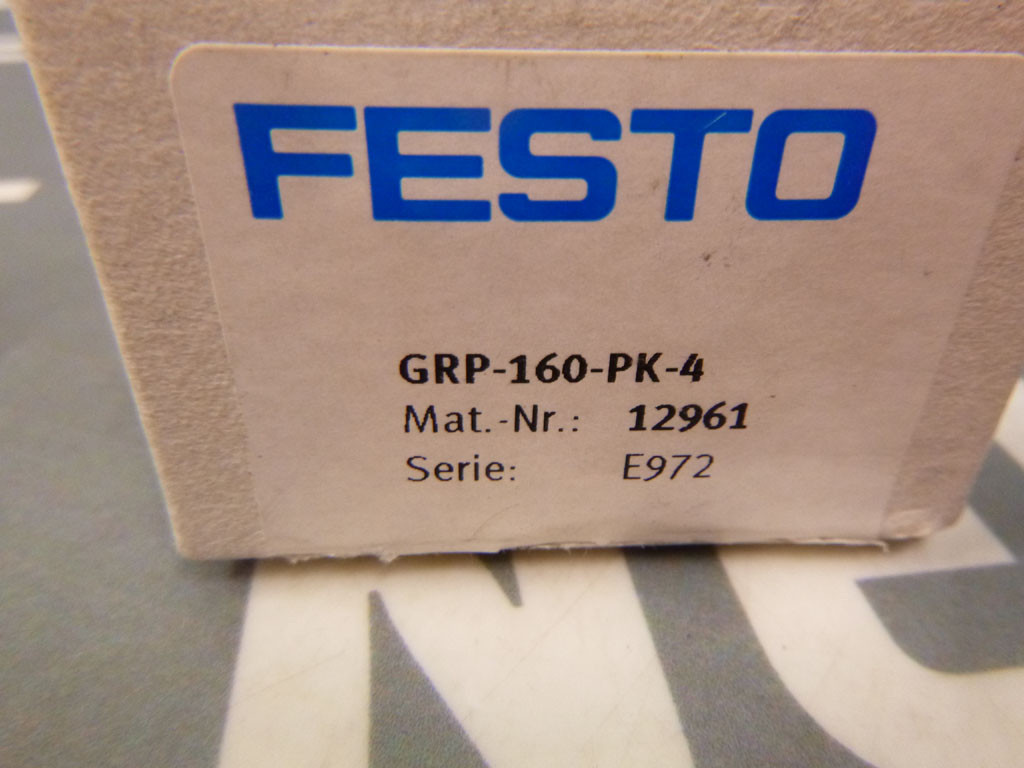 FESTO
GRP-160-PK-4
Mat.-Nr.: 12961
Serie: E972